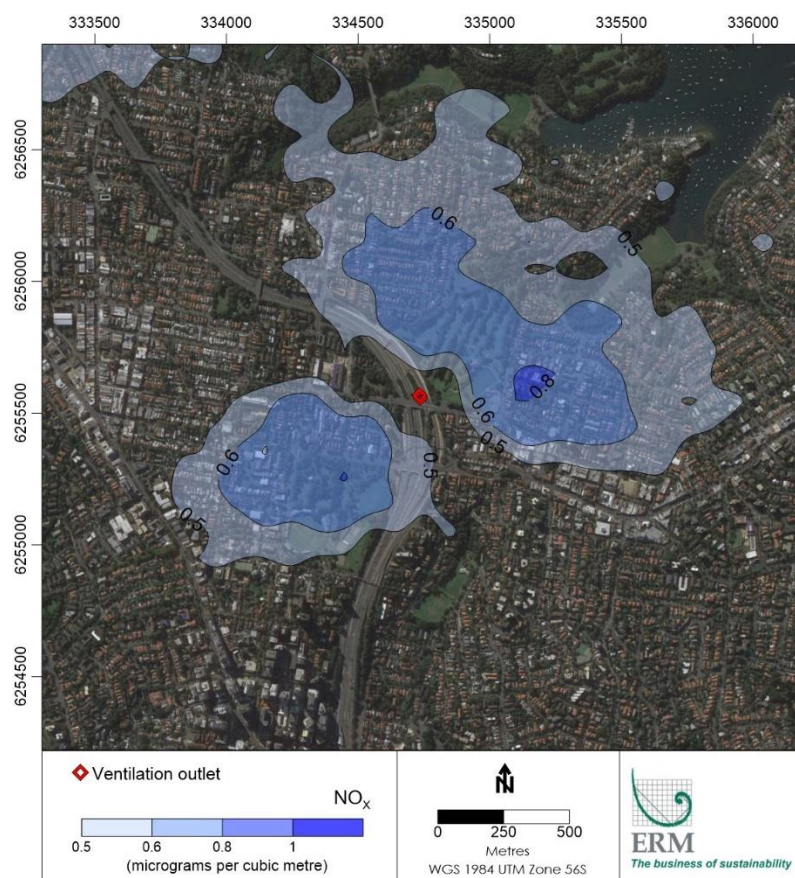 333500 334000 334500 335000 335500 336000
6256500
6256000
6255500
6255000
6254500
0.6
0.5
0.8
0.6
0.5
0.5
0.6
0.5
Ventilation outlet
NOx
0.5 0.6 0.8 1
(micrograms per cubic metre)
N
0 250 500
Metres
WGS 1984 UTM Zone 56S
ERM
The business of sustainability